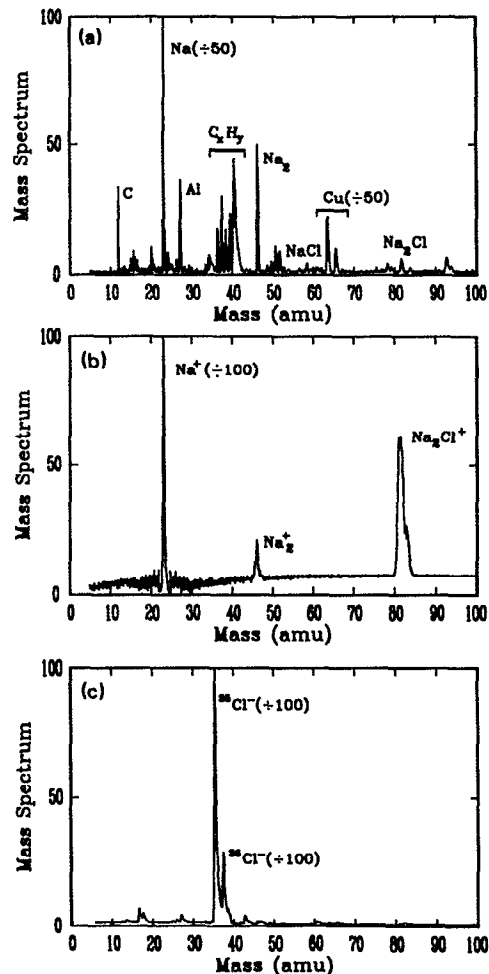 (a)
100
50
0
Mass Spectrum
Na(÷50)
C
Al
CₓHᵧ
Na₂
NaCl
Cu(÷50)
Na₂Cl
0 10 20 30 40 50 60 70 80 90 100
Mass (amu)
(b)
100
50
0
Mass Spectrum
Na⁺(÷100)
Na₂⁺
Na₂Cl⁺
0 10 20 30 40 50 60 70 80 90 100
Mass (amu)
(c)
100
50
0
Mass Spectrum
Cl⁻(÷100)
Cl⁻(÷100)
0 10 20 30 40 50 60 70 80 90 100
Mass (amu)